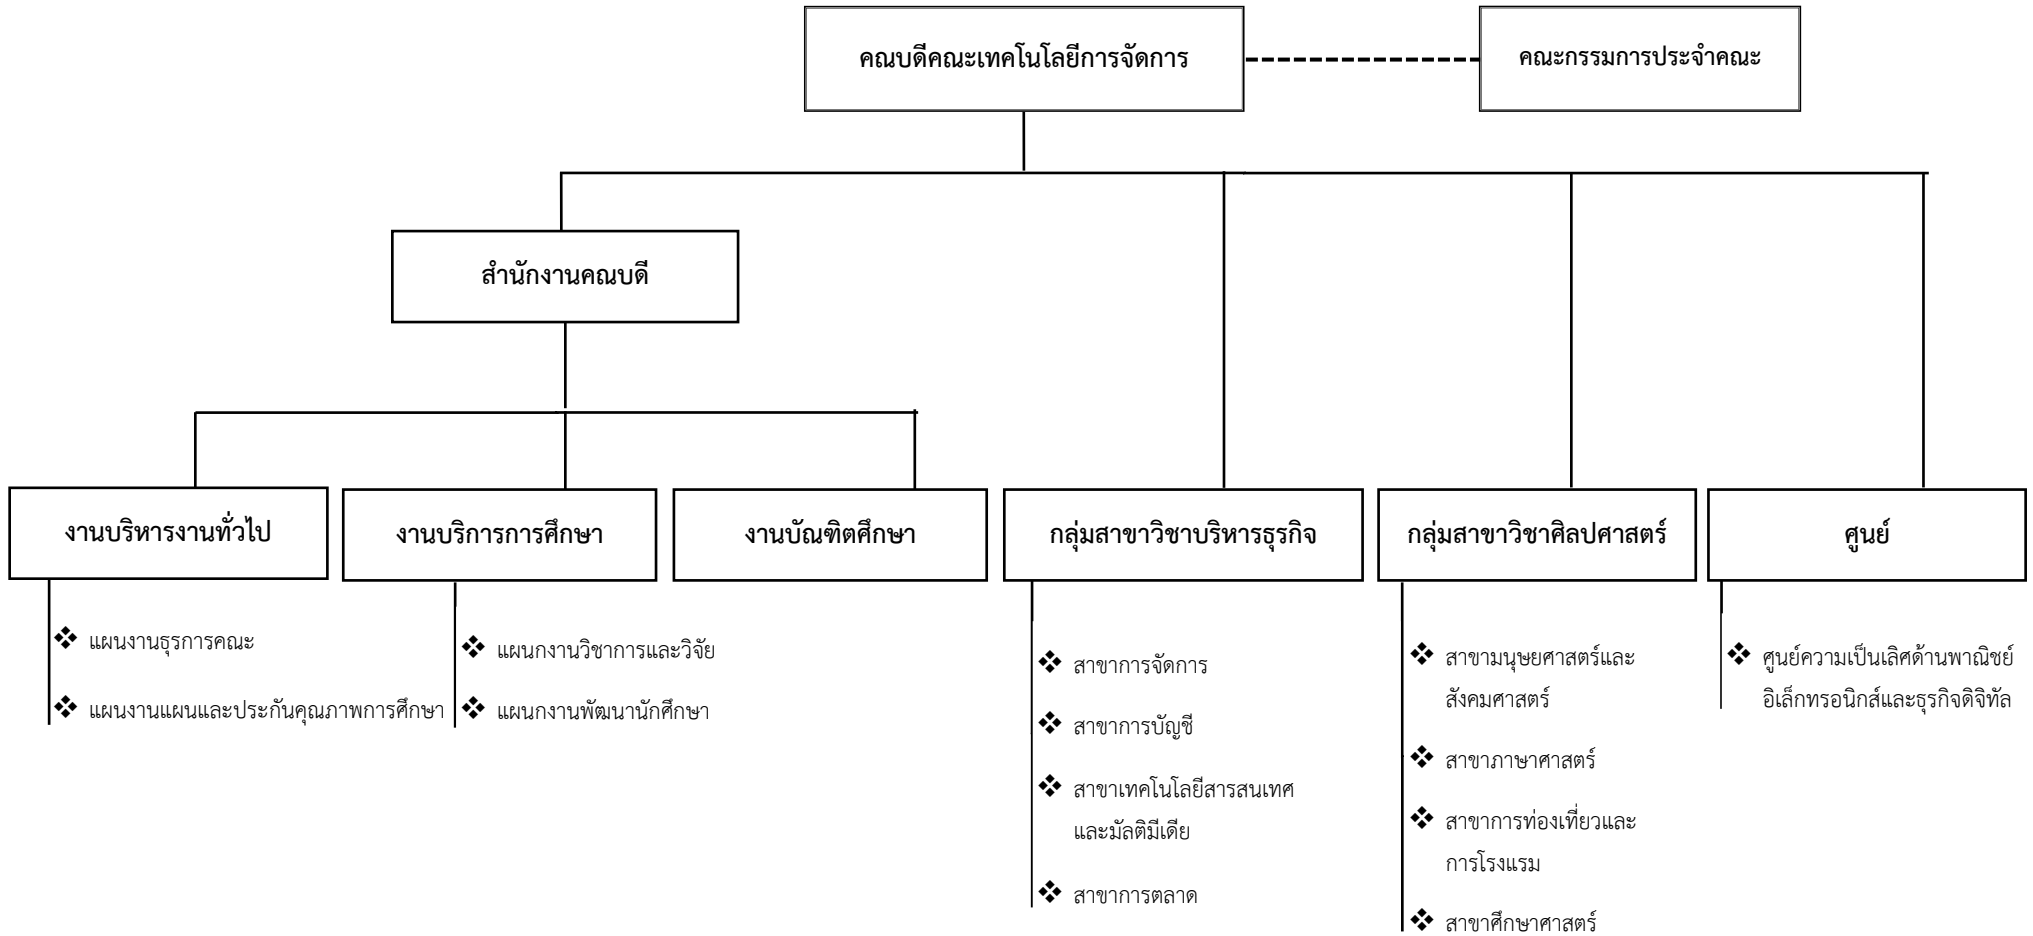 คณบดีคณะเทคโนโลยีการจัดการ
คณะกรรมการประจำคณะ
สำนักงานคณบดี
งานบริหารงานทั่วไป
งานบริการการศึกษา
งานบัณฑิตศึกษา
กลุ่มสาขาวิชาบริหารธุรกิจ
กลุ่มสาขาวิชาศิลปศาสตร์
ศูนย์
❖ แผนงานธุรการคณะ
❖ แผนงานแผนและประกันคุณภาพการศึกษา
❖ แผนกงานวิชาการและวิจัย
❖ แผนกงานพัฒนานักศึกษา
❖ สาขาการจัดการ
❖ สาขาการบัญชี
❖ สาขาเทคโนโลยีสารสนเทศ
และมัลติมีเดีย
❖ สาขาการตลาด
❖ สาขามนุษยศาสตร์และ
สังคมศาสตร์
❖ สาขาภาษาศาสตร์
❖ สาขาการท่องเที่ยวและ
การโรงแรม
❖ สาขาศึกษาศาสตร์
❖ ศูนย์ความเป็นเลิศด้านพาณิชย์
อิเล็กทรอนิกส์และธุรกิจดิจิทัล